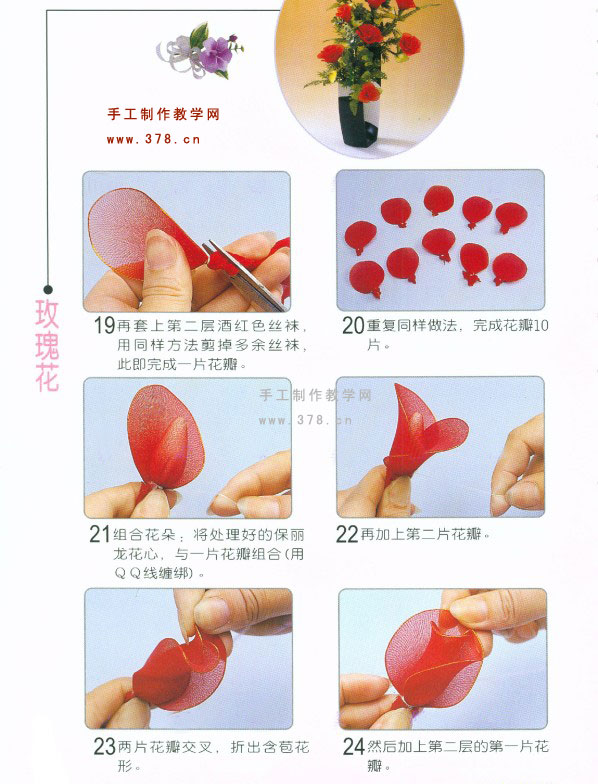 手工制作教学网
www.378.cn
玫瑰花
19再套上第二层酒红色丝袜，
用同样方法剪掉多余丝袜，
此即完成一片花瓣。
20重复同样做法，完成花瓣10
片。
手工制作教学网
www.378.cn
21组合花朵；将处理好的保丽
龙花心，与一片花瓣组合(用
QQ线缠绑)。
22再加上第二片花瓣。
23两片花瓣交叉，折出含苞花
形。
24然后加上第二层的第一片花
瓣。